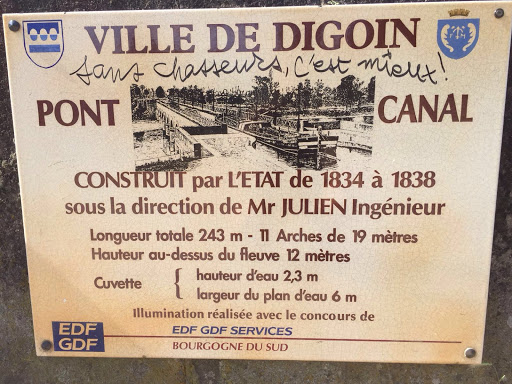 VILLE DE DIGOIN
Sans chasseurs, c'est mieux!
PONT CANAL
CONSTRUIT par L'ETAT de 1834 à 1838
sous la direction de Mr JULIEN Ingénieur
Longueur totale 243 m - 11 Arches de 19 mètres
Hauteur au-dessus du fleuve 12 mètres
Cuvette { hauteur d'eau 2,3 m
largeur du plan d'eau 6 m
Illumination réalisée avec le concours de
EDF GDF SERVICES
BOURGOGNE DU SUD
EDF
GDF